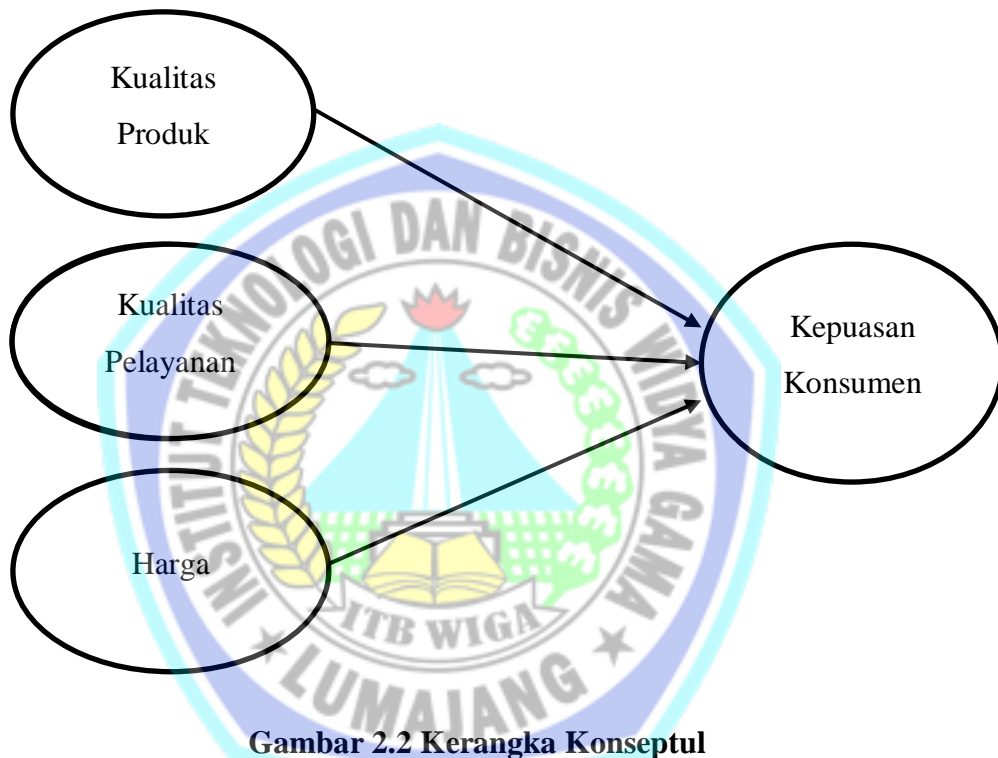 Kualitas
Produk
Kualitas
Pelayanan
Harga
Kepuasan
Konsumen
INSTITUT TEKNOLOGI DAN BISNIS WIDYA GAMA
ITB WIGA
LUMAJANG
Gambar 2.2 Kerangka Konseptul